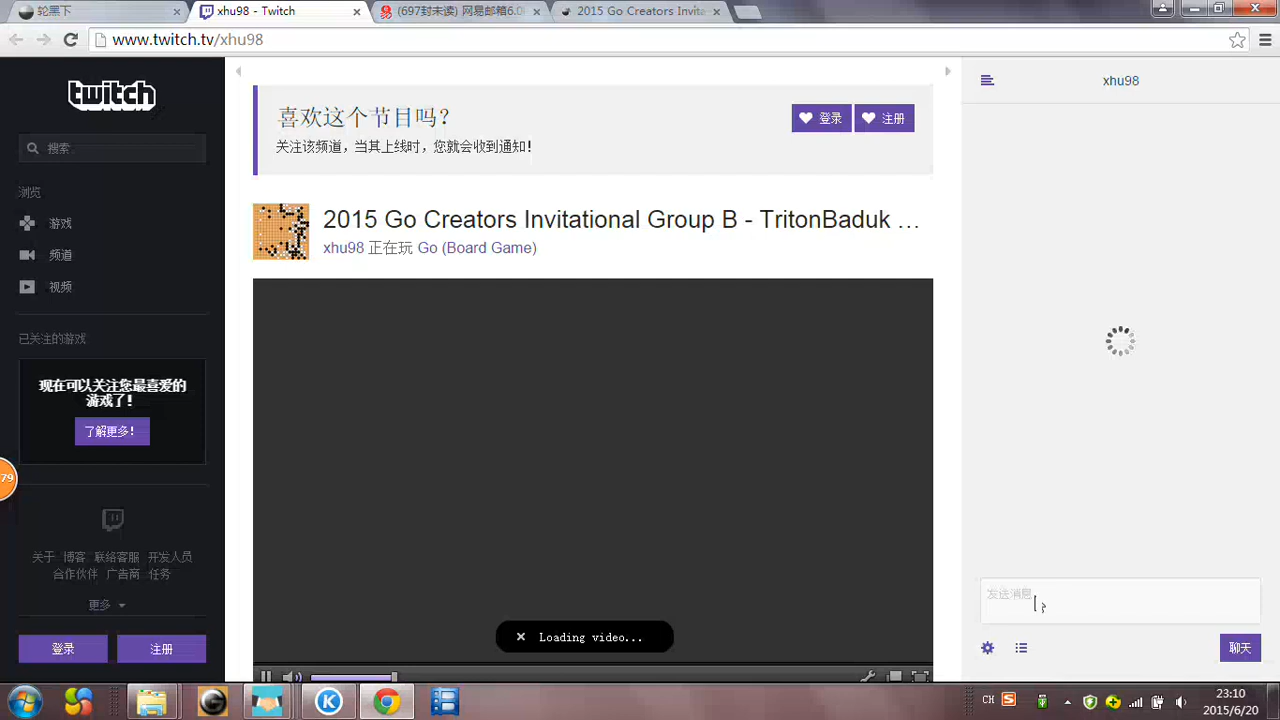 轮黑下
xhu98 - Twitch
(697封未读) 网易邮箱6.0
2015 Go Creators Invita
www.twitch.tv/xhu98
twitch
搜索
浏览
游戏
频道
视频
已关注的游戏
现在可以关注您最喜爱的
游戏了!
了解更多!
关于 博客 联络客服 开发人员
合作伙伴 广告商 任务
更多
登录 注册
喜欢这个节目吗?
关注该频道,当其上线时,您就会收到通知!
登录 注册
2015 Go Creators Invitational Group B - TritonBaduk ...
xhu98 正在玩 Go (Board Game)
Loading video...
xhu98
发送消息
聊天
79
CH
23:10
2015/6/20